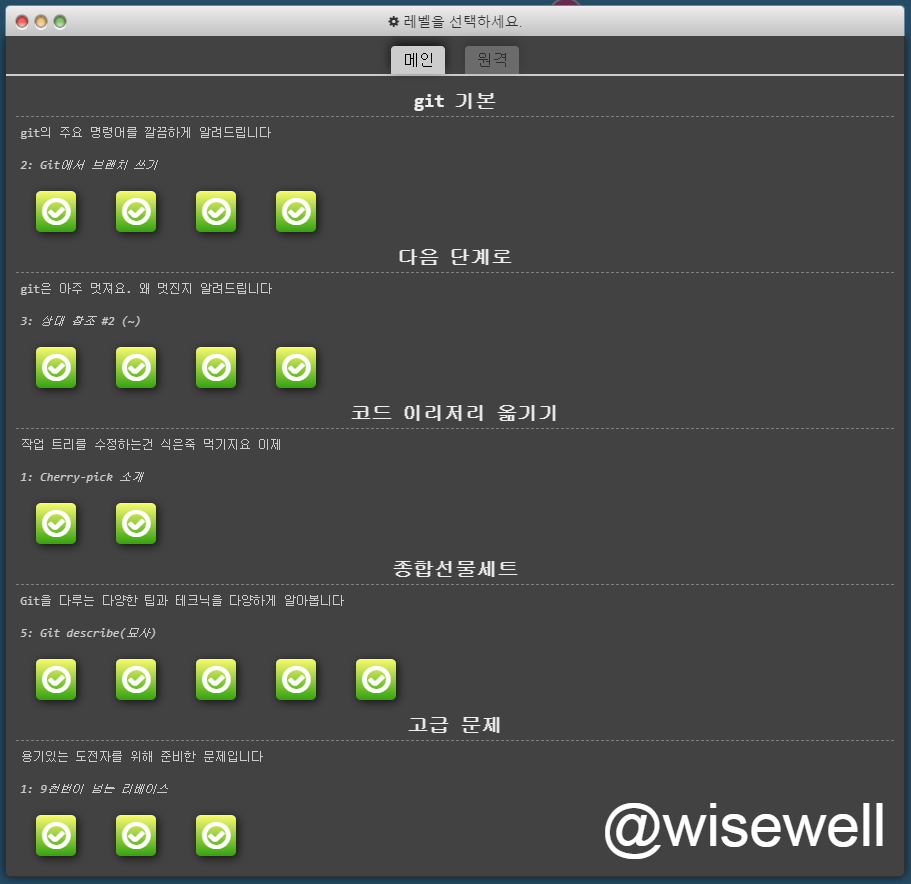 레벨을 선택하세요.
메인 원격
git 기본
git의 주요 명령어를 깔끔하게 알려드립니다
2: Git에서 브랜치 쓰기
다음 단계로
git은 아주 멋져요. 왜 멋진지 알려드립니다
3: 상대 참조 #2 (~)
코드 이리저리 옮기기
작업 트리를 수정하는건 식은죽 먹기지요 이제
1: Cherry-pick 소개
종합선물세트
Git을 다루는 다양한 팁과 테크닉을 다양하게 알아봅니다
5: Git describe(묘사)
고급 문제
용기있는 도전자를 위해 준비한 문제입니다
1: 9천번이 넘는 리베이스
@wisewell